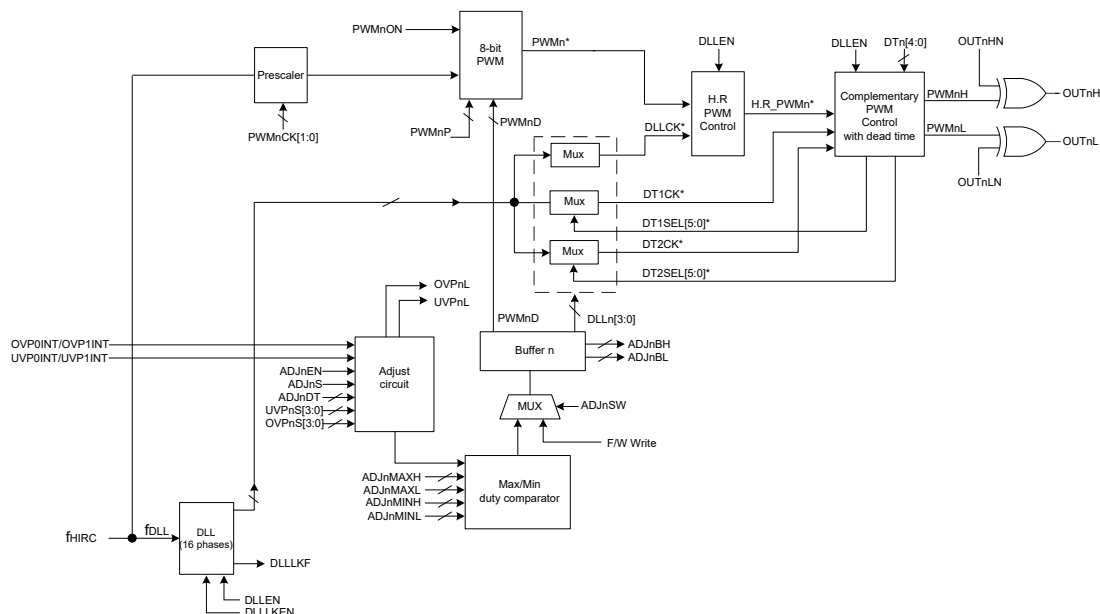 PWMnON
8-bit
PWM
PWMn*
DLLEN
DLLEN
DTn[4:0]
OUTnHN
Prescaler
H.R
PWM
Control
H.R_PWMn*
Complementary
PWM
Control
with dead time
PWMnH
OUTnH
PWMnCK[1:0]
PWMnP
PWMnD
DLLCK*
PWMnL
OUTnL
Mux
OUTnLN
Mux
DT1CK*
DT1SEL[5:0]*
Mux
DT2CK*
DT2SEL[5:0]*
OVPnL
UVPnL
PWMnD
DLLn[3:0]
OVP0INT/OVP1INT
UVP0INT/UVP1INT
Buffer n
ADJnBH
ADJnBL
ADJnEN
ADJnS
ADJnDT
UVPnS[3:0]
OVPnS[3:0]
Adjust
circuit
MUX
ADJnSW
F/W Write
ADJnMAXH
ADJnMAXL
ADJnMINH
ADJnMINL
Max/Min
duty comparator
fHIRC
fDLL
DLL
(16 phases)
DLLLKF
DLLEN
DLLLKEN